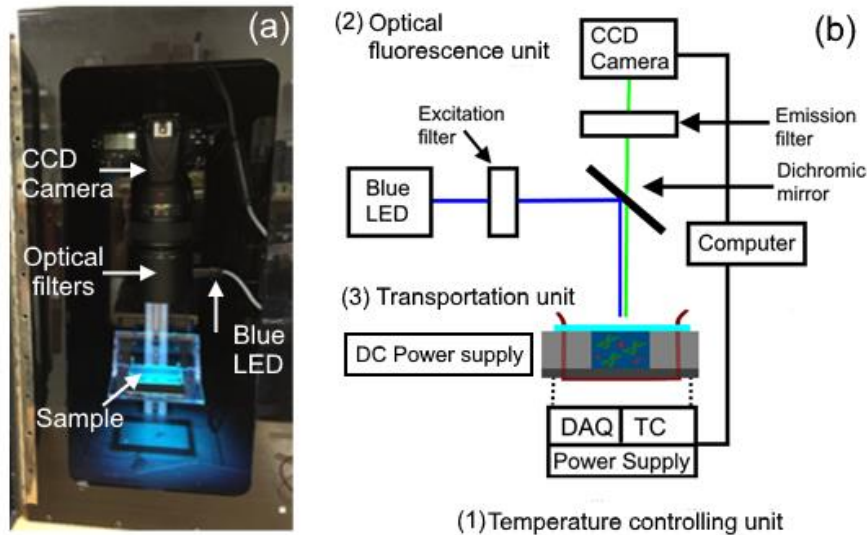 (a)
CCD
Camera
Optical
filters
Blue
LED
Sample
(b)
(2) Optical
fluorescence unit
CCD
Camera
Excitation
filter
Emission
filter
Dichromic
mirror
Blue
LED
Computer
(3) Transportation unit
DC Power supply
DAQ
TC
Power Supply
(1) Temperature controlling unit